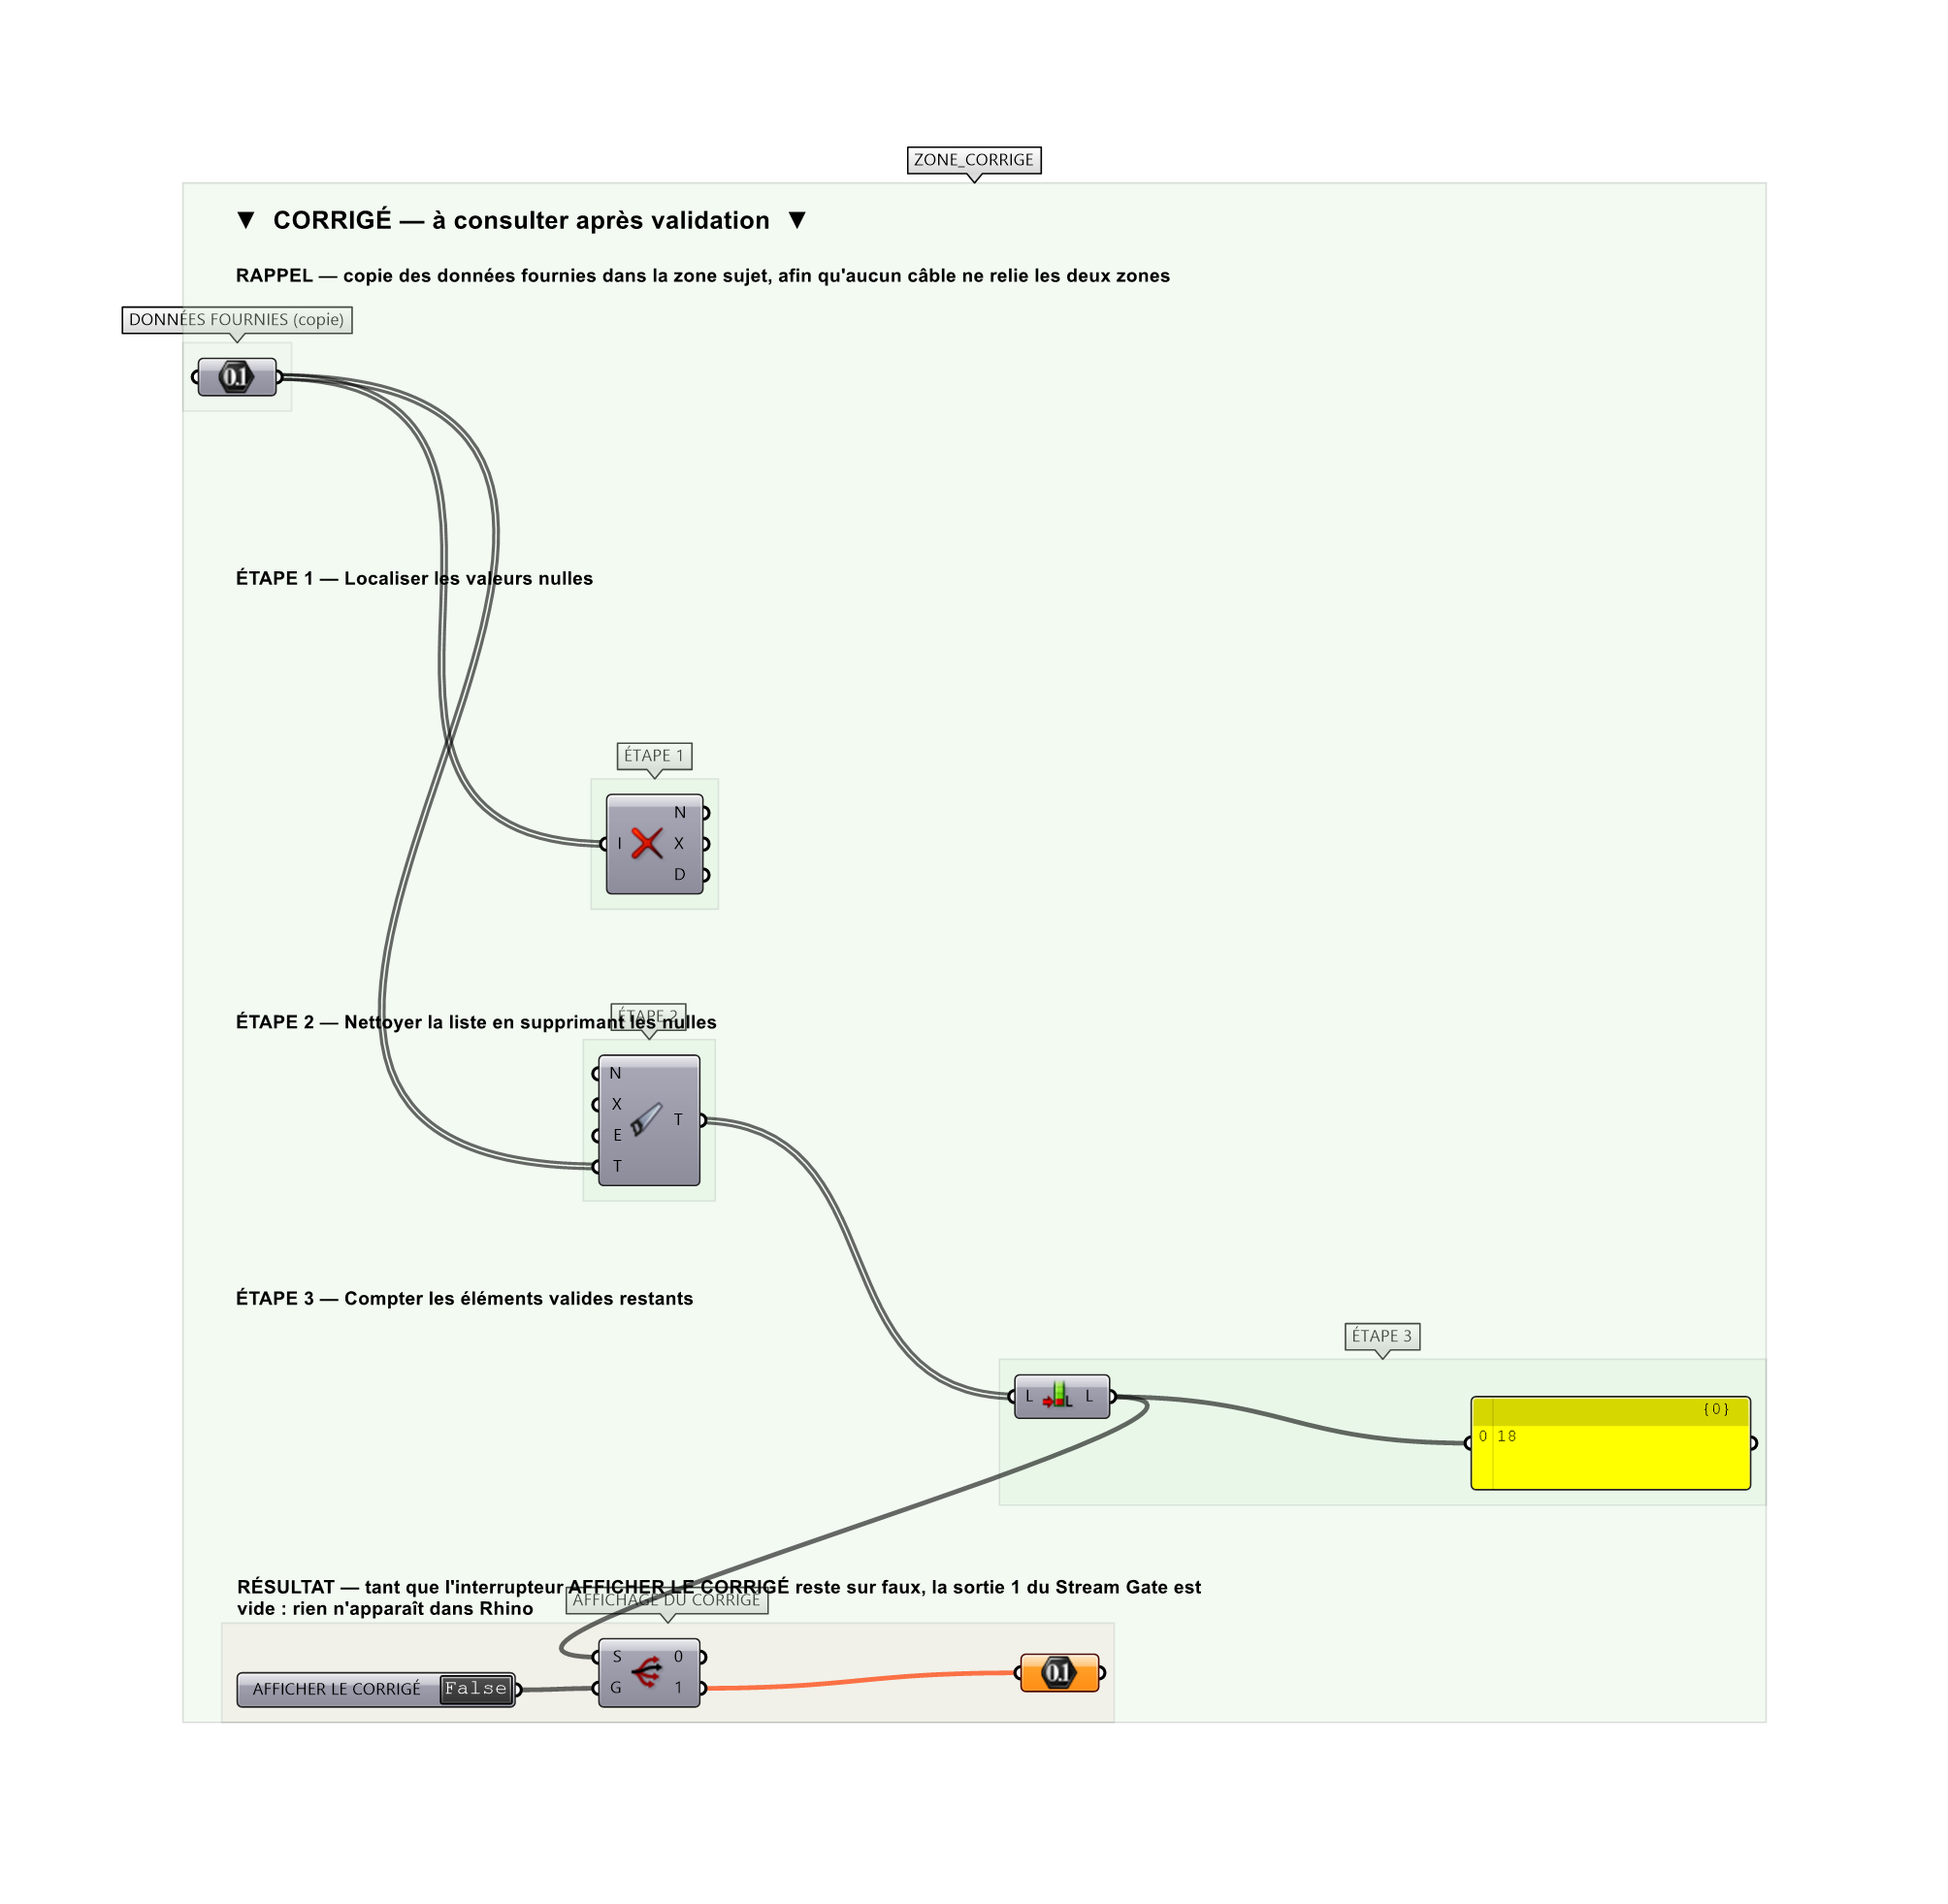 ZONE_CORRIGE
▼ CORRIGÉ — à consulter après validation ▼
RAPPEL — copie des données fournies dans la zone sujet, afin qu'aucun câble ne relie les deux zones
DONNÉES FOURNIES (copie)
0.1
ÉTAPE 1 — Localiser les valeurs nulles
ÉTAPE 1
N
I X
D
ÉTAPE 2
ÉTAPE 2 — Nettoyer la liste en supprimant les nulles
N
X
T
E
T
ÉTAPE 3 — Compter les éléments valides restants
ÉTAPE 3
L L L
{0}
0 18
RÉSULTAT — tant que l'interrupteur AFFICHER LE CORRIGÉ reste sur faux, la sortie 1 du Stream Gate est
vide : rien n'apparaît dans Rhino
AFFICHAGE DU CORRIGÉ
S 0
G 1
AFFICHER LE CORRIGÉ False
0.1